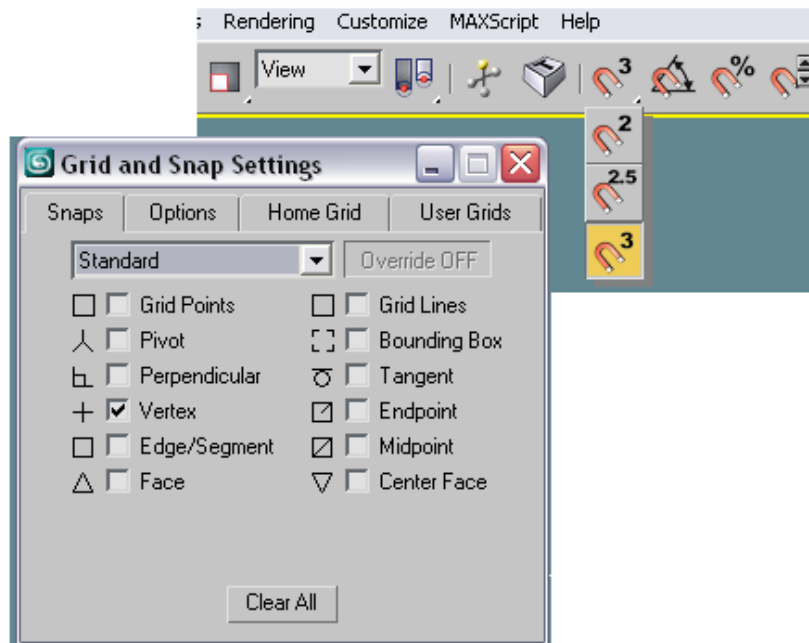 Rendering Customize MAXScript Help
View 3 %
2
2.5
3
Grid and Snap Settings
Snaps Options Home Grid User Grids
Standard Override OFF
Grid Points Grid Lines
Pivot Bounding Box
Perpendicular Tangent
Vertex Endpoint
Edge/Segment Midpoint
Face Center Face
Clear All